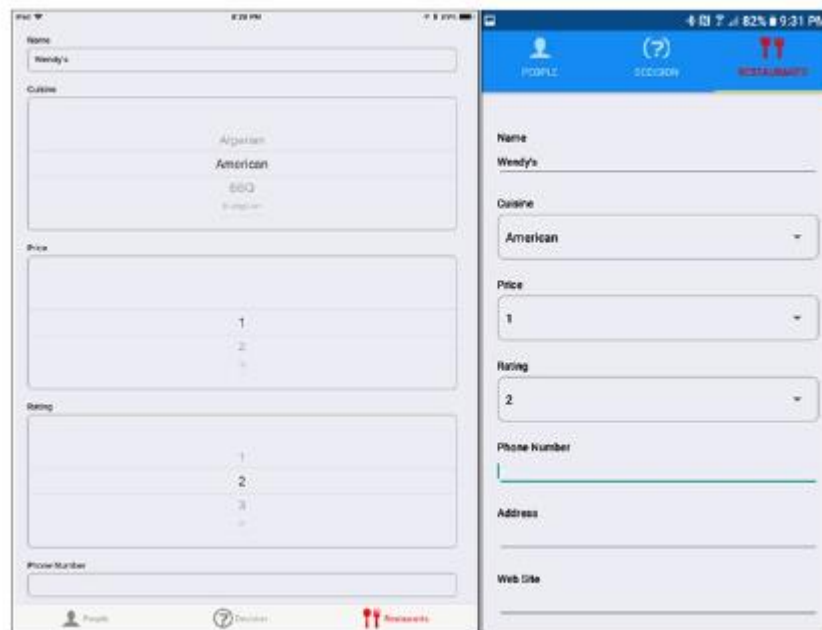 iPad
Name
Wendy's
Cuisine
American
BBQ
Price
1
2
Rating
1
2
3
Phone Number
People
Decision
Restaurants
82% 9:31 PM
PEOPLE
DECISION
RESTAURANTS
Name
Wendy's
Cuisine
American
Price
1
Rating
2
Phone Number
Address
Web Site